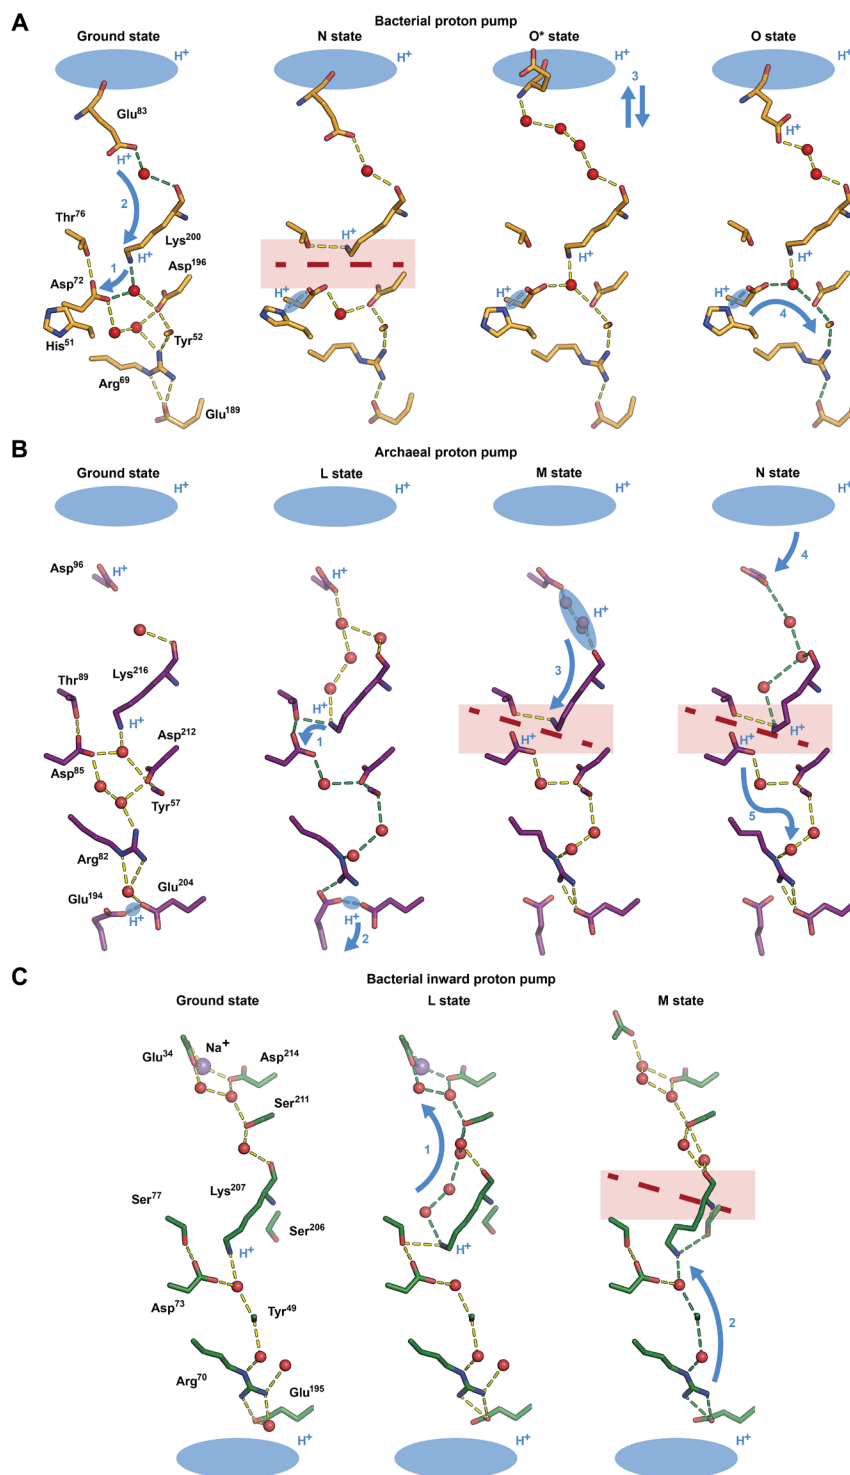 A
Bacterial proton pump
Ground state
N state
O* state
O state
H+
H+
H+
H+
3
Glu83
H+
H+
2
Thr76
Lys200
H+
H+
H+
H+
Asp196
1
Asp72
H+
H+
H+
4
His51
Tyr52
Arg69
Glu189
B
Archaeal proton pump
Ground state
L state
M state
N state
H+
H+
H+
H+
4
Asp96
H+
H+
H+
Thr89
Lys216
3
H+
H+
Asp212
1
H+
H+
H+
Asp85
Tyr57
5
Arg82
Glu194
Glu204
H+
H+
2
C
Bacterial inward proton pump
Ground state
L state
M state
Glu34
Na+
Asp214
Ser211
1
Lys207
Ser77
Ser206
H+
H+
Asp73
Tyr49
2
Arg70
Glu195
H+
H+
H+